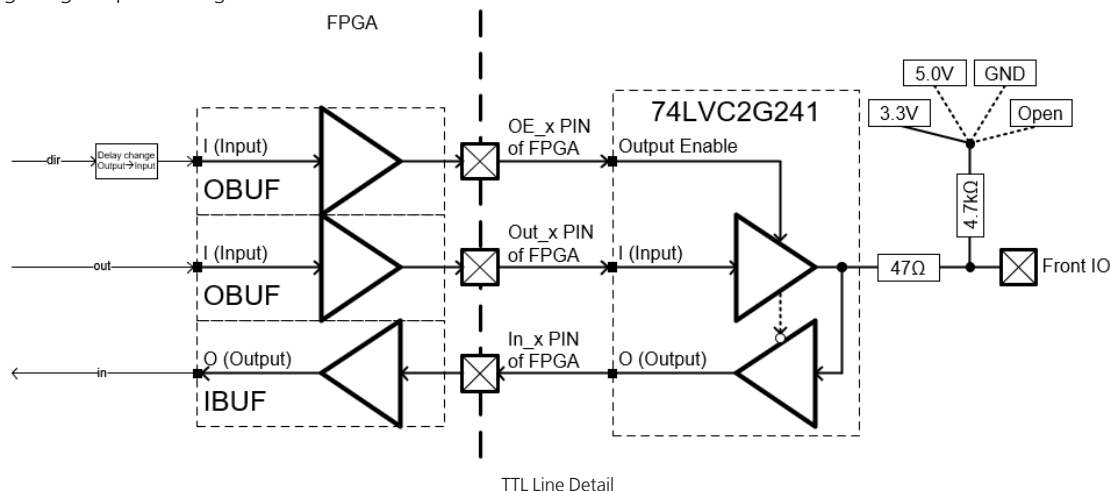 FPGA
5.0V
GND
3.3V
Open
74LVC2G241
OE_x PIN
of FPGA
dir
Delay change
Output→Input
I (Input)
OBUF
Output Enable
4.7kΩ
out
I (Input)
OBUF
Out_x PIN
of FPGA
I (Input)
47Ω
Front IO
in
O (Output)
IBUF
In_x PIN
of FPGA
O (Output)
TTL Line Detail